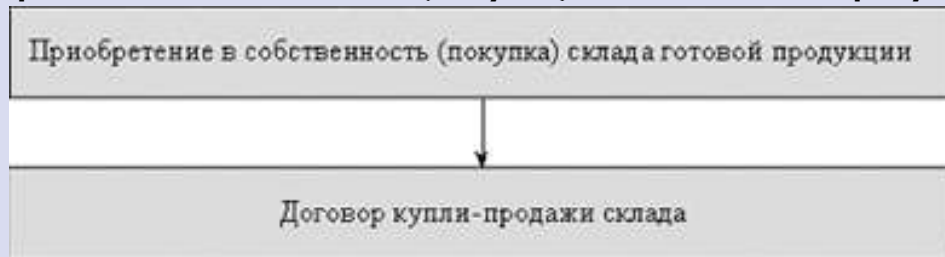 Приобретение в собственность (покупка) склада готовой продукции
Договор купли-продажи склада